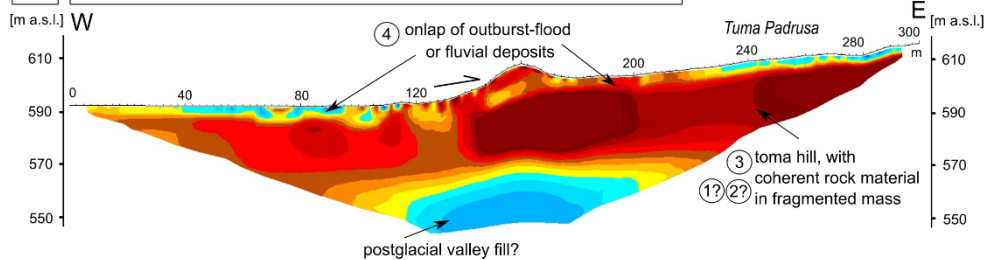 [m a.s.l.] W E [m a.s.l.]
④ onlap of outburst-flood
or fluvial deposits
Tuma Padrusa
610 590 570 550
0 40 80 120 200 240 280 300
m
610 590 570 550
③ toma hill, with
coherent rock material
①? ②? in fragmented mass
postglacial valley fill?